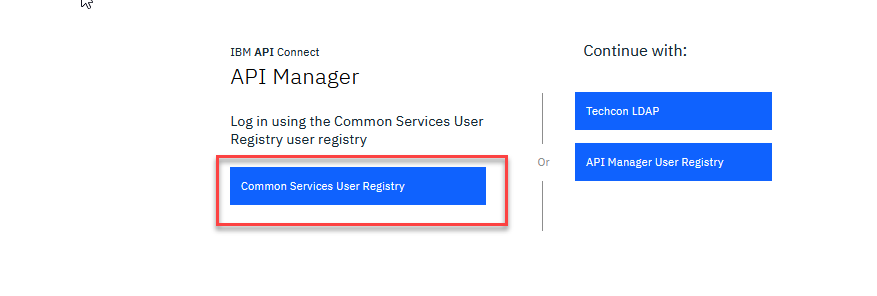 IBM API Connect
API Manager
Log in using the Common Services User
Registry user registry
Common Services User Registry
Or
Continue with:
Techcon LDAP
API Manager User Registry